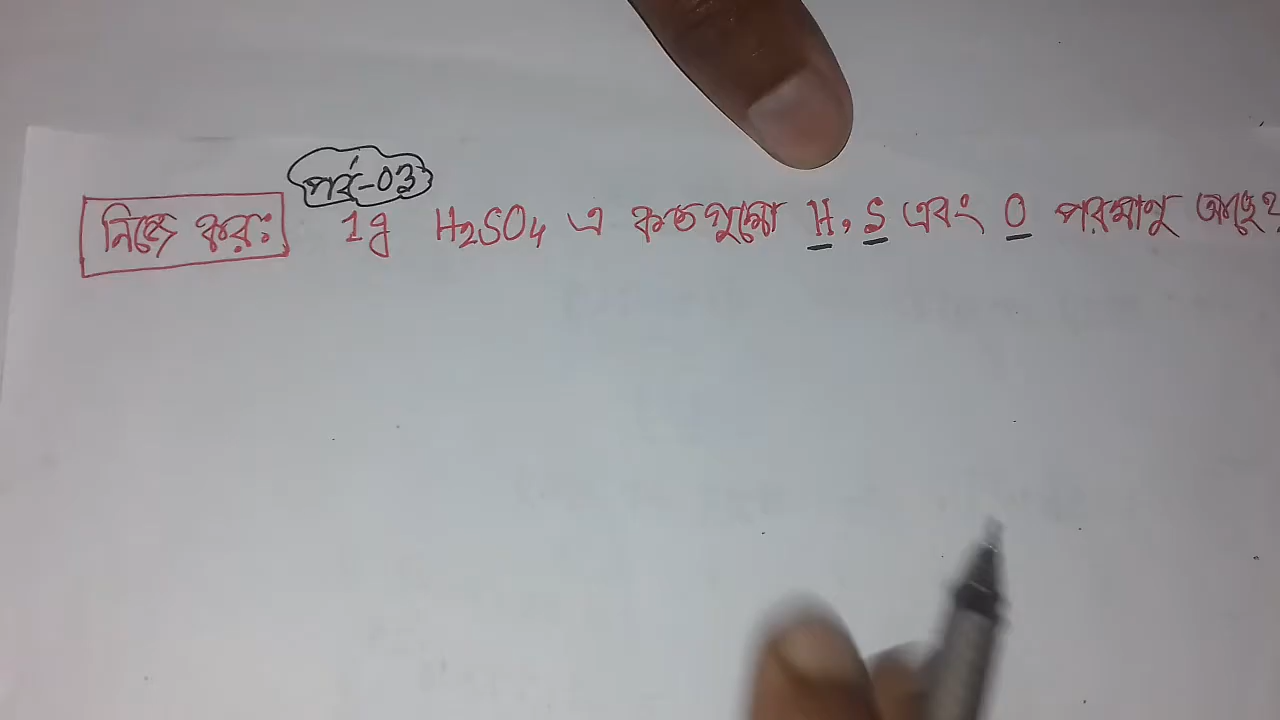 পর্ব-03
নিজে কর: 1g H₂SO₄ এ কতগুলো H, S এবং O পরমাণু আছে?